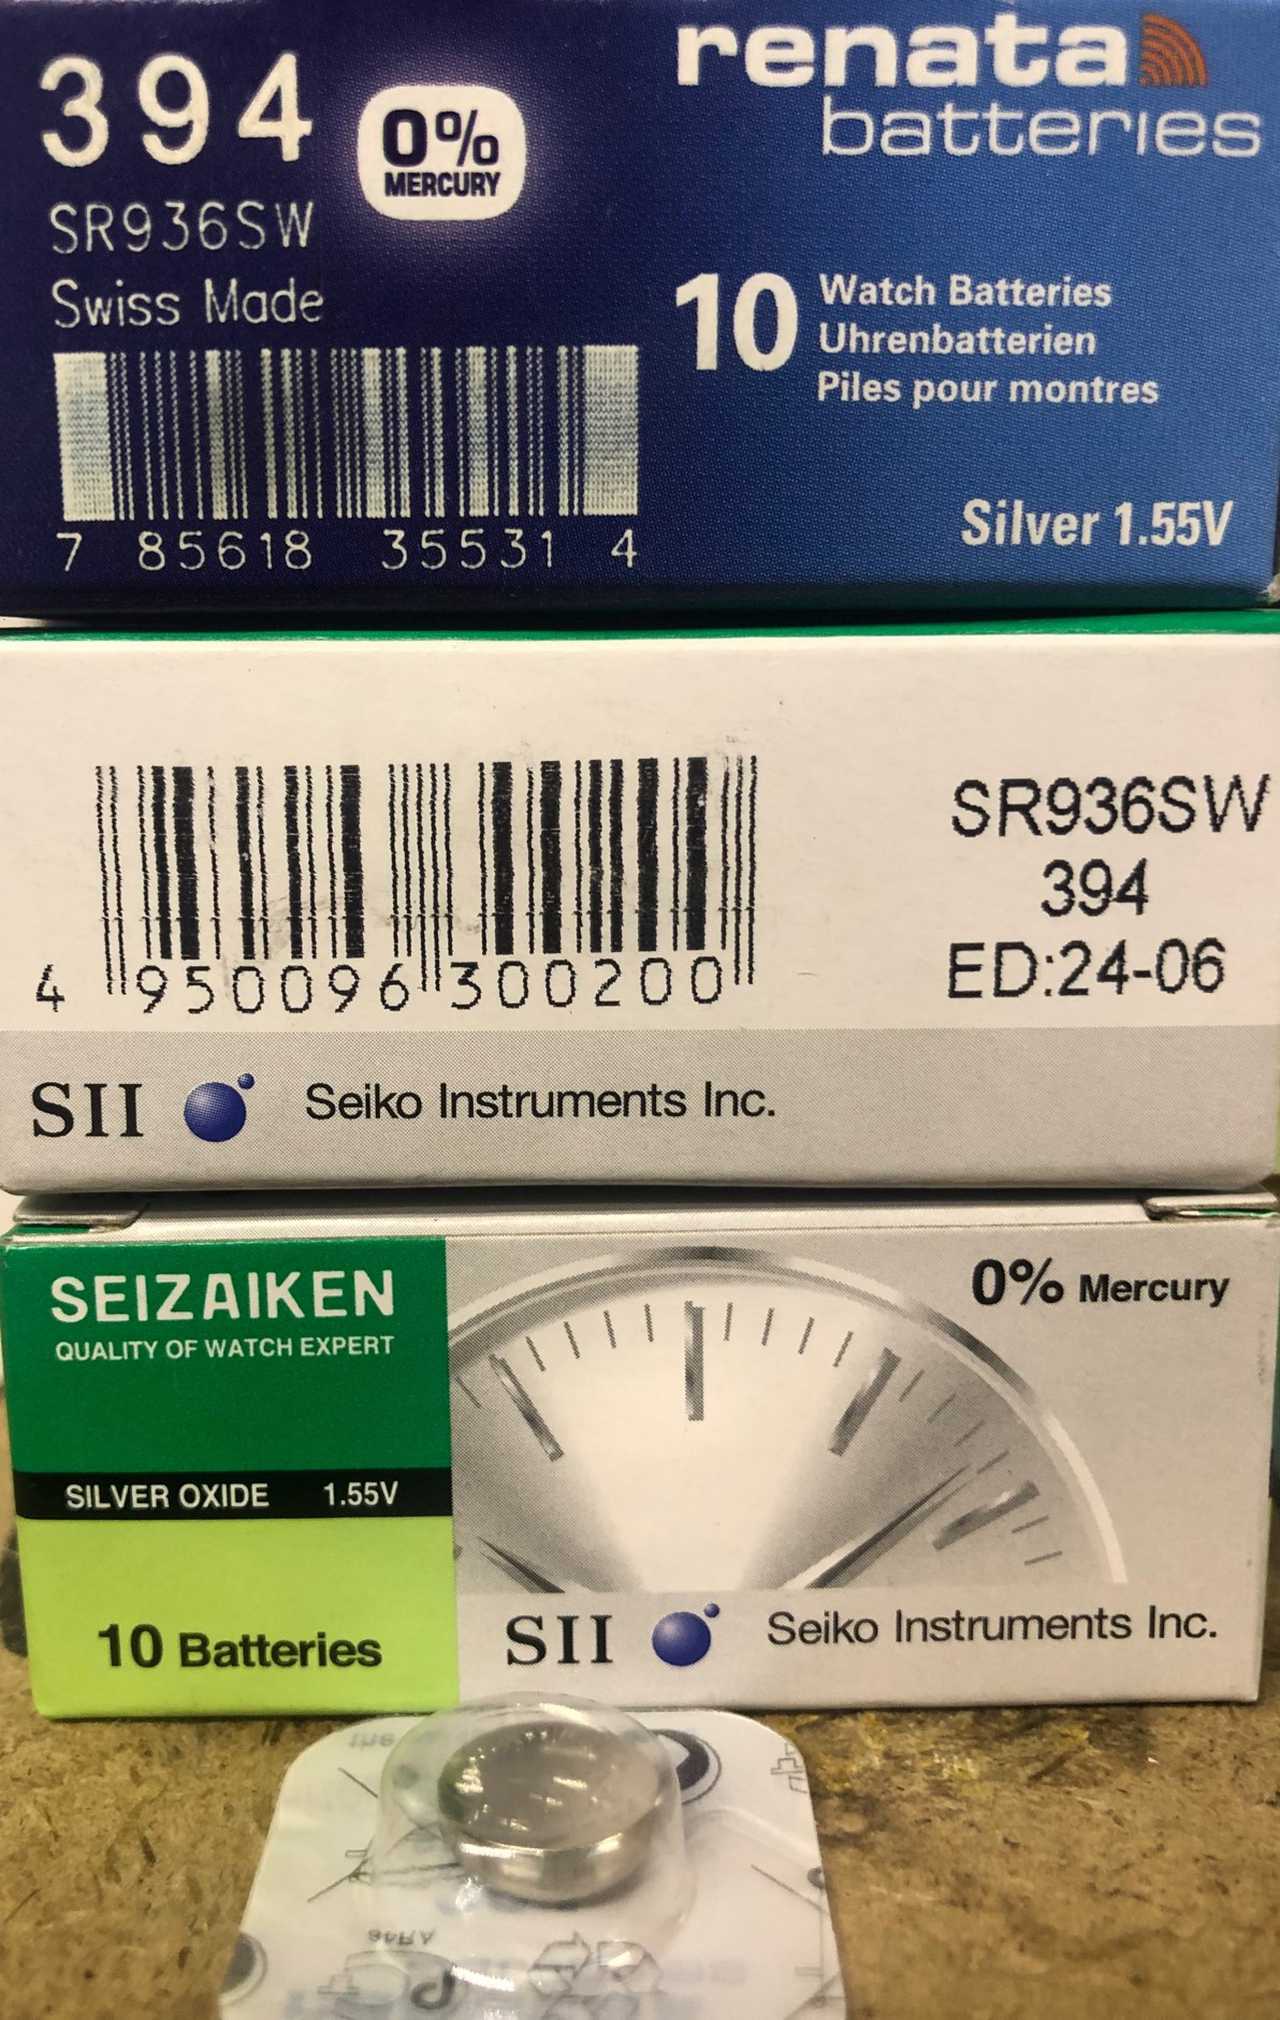 394
0%
MERCURY
SR936SW
Swiss Made
7 85618 35531 4
renata
batteries
10 Watch Batteries
Uhrenbatterien
Piles pour montres
Silver 1.55V
4 950096 300200
SR936SW
394
ED:24-06
SII Seiko Instruments Inc.
SEIZAIKEN
QUALITY OF WATCH EXPERT
SILVER OXIDE 1.55V
10 Batteries
0% Mercury
SII Seiko Instruments Inc.
the